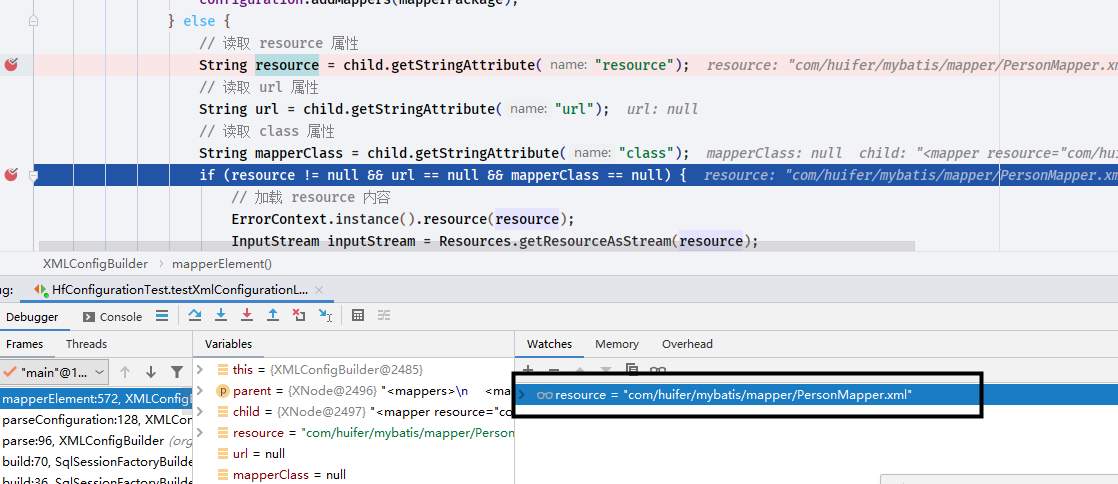 configuration.addMappers(mapperPackage);
} else {
// 读取 resource 属性
String resource = child.getStringAttribute( name: "resource"); resource: "com/huifer/mybatis/mapper/PersonMapper.xm
// 读取 url 属性
String url = child.getStringAttribute( name: "url"); url: null
// 读取 class 属性
String mapperClass = child.getStringAttribute( name: "class"); mapperClass: null child: "<mapper resource="com/hu
if (resource != null && url == null && mapperClass == null) { resource: "com/huifer/mybatis/mapper/PersonMapper.xm
// 加载 resource 内容
ErrorContext.instance().resource(resource);
InputStream inputStream = Resources.getResourceAsStream(resource);
XMLConfigBuilder › mapperElement()
ug: HfConfigurationTest.testXmlConfigurationL... ×
Debugger Console
Frames Threads Variables Watches Memory Overhead
"main"@1...
mapperElement:572, XMLConfigB
parseConfiguration:128, XMLConf
parse:96, XMLConfigBuilder (org
build:70, SqlSessionFactoryBuilde
build:36, SqlSessionFactoryBuilde
this = {XMLConfigBuilder@2485}
p parent = {XNode@2496} "<mappers>\n <ma
child = {XNode@2497} "<mapper resource="co
resource = "com/huifer/mybatis/mapper/Person
url = null
mapperClass = null
resource = "com/huifer/mybatis/mapper/PersonMapper.xml"